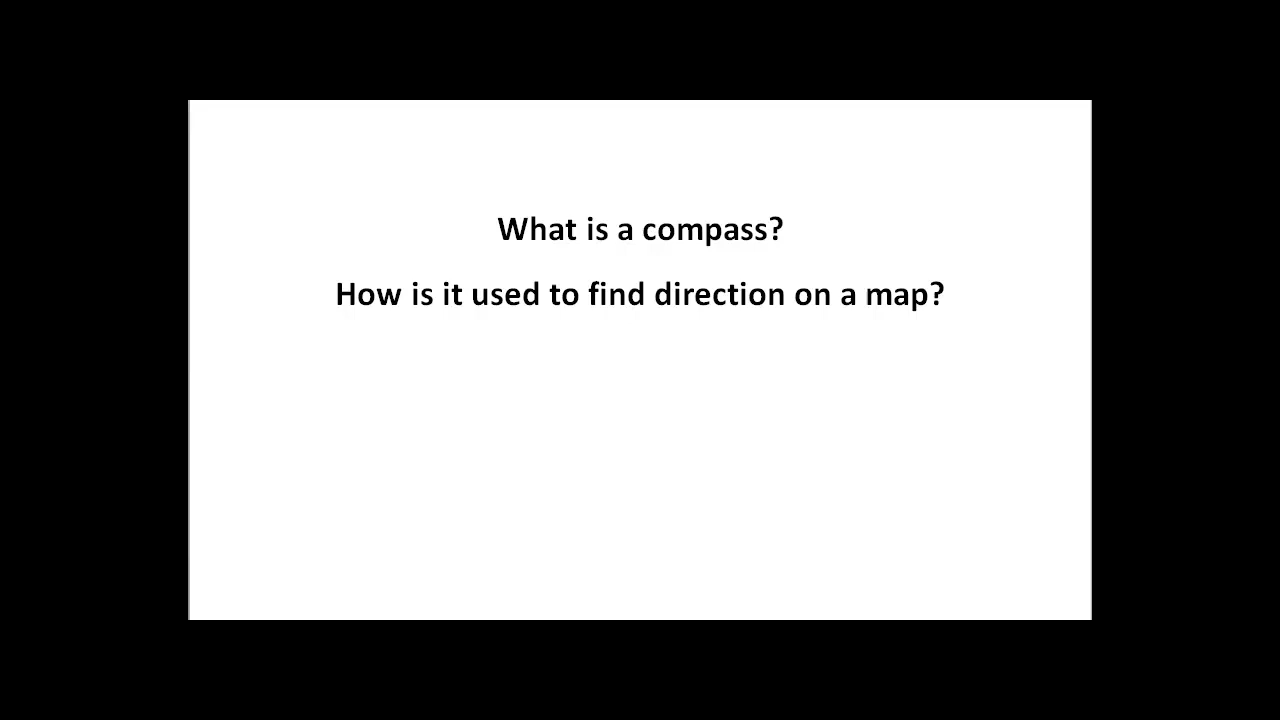 What is a compass?
How is it used to find direction on a map?